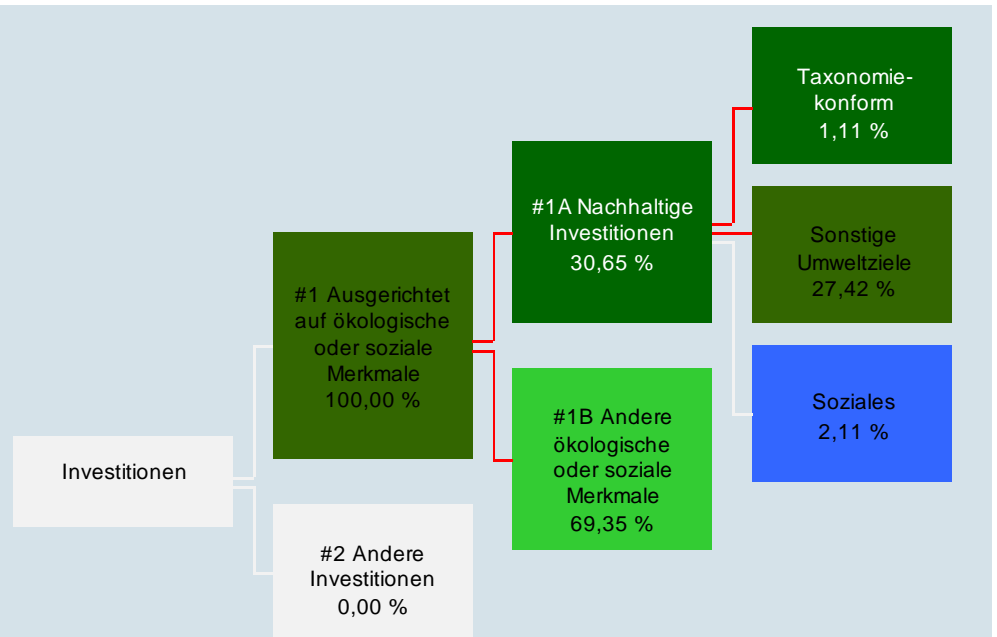 Investitionen
#1 Ausgerichtet
auf ökologische
oder soziale
Merkmale
100,00 %
#2 Andere
Investitionen
0,00 %
#1A Nachhaltige
Investitionen
30,65 %
#1B Andere
ökologische
oder soziale
Merkmale
69,35 %
Taxonomie-
konform
1,11 %
Sonstige
Umweltziele
27,42 %
Soziales
2,11 %